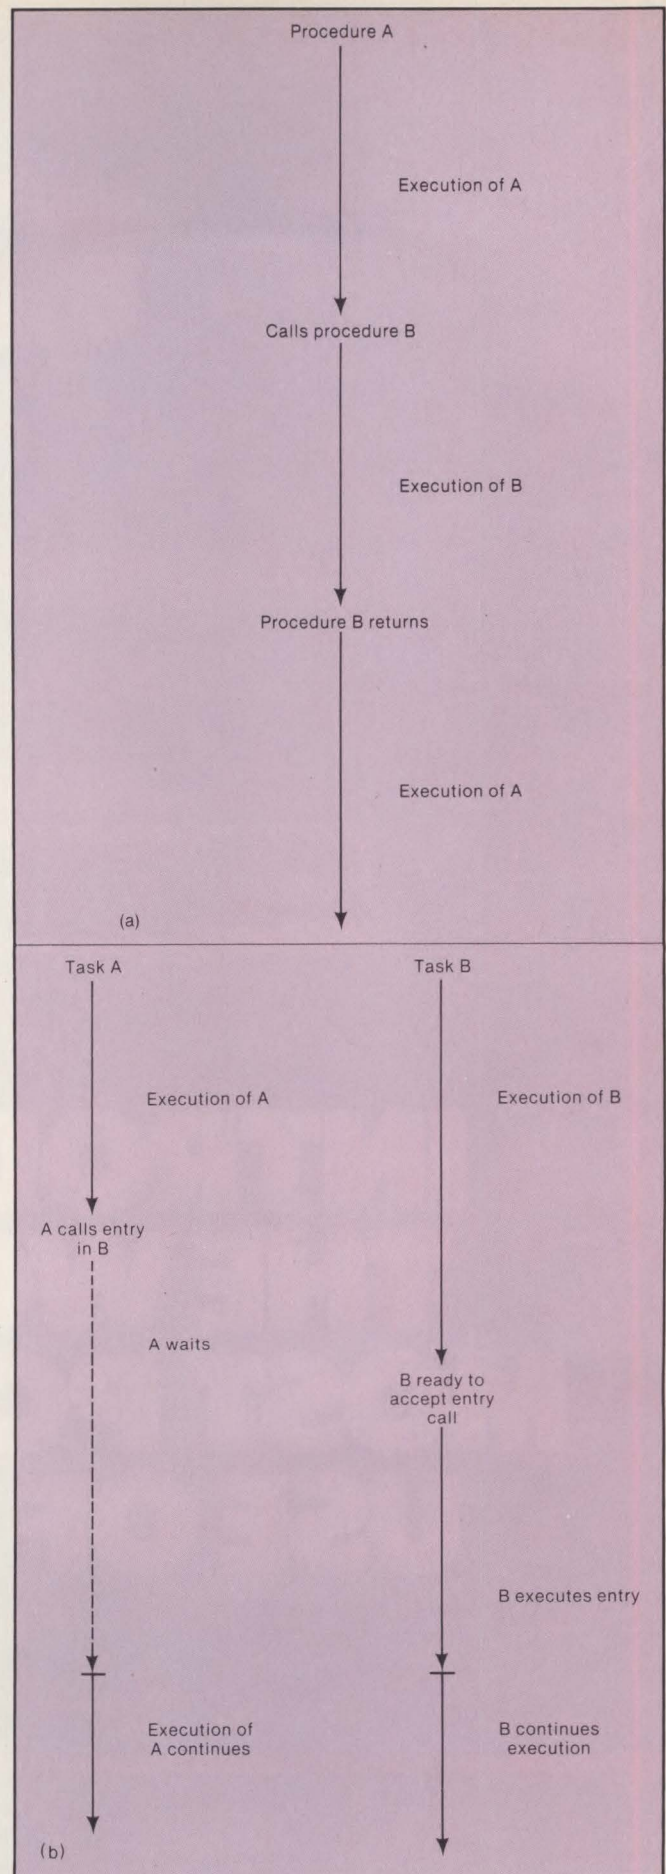 Procedure A
Execution of A
Calls procedure B
Execution of B
Procedure B returns
Execution of A
(a)
Task A
Task B
Execution of A
Execution of B
A calls entry
in B
A waits
B ready to
accept entry
call
B executes entry
Execution of
A continues
B continues
execution
(b)